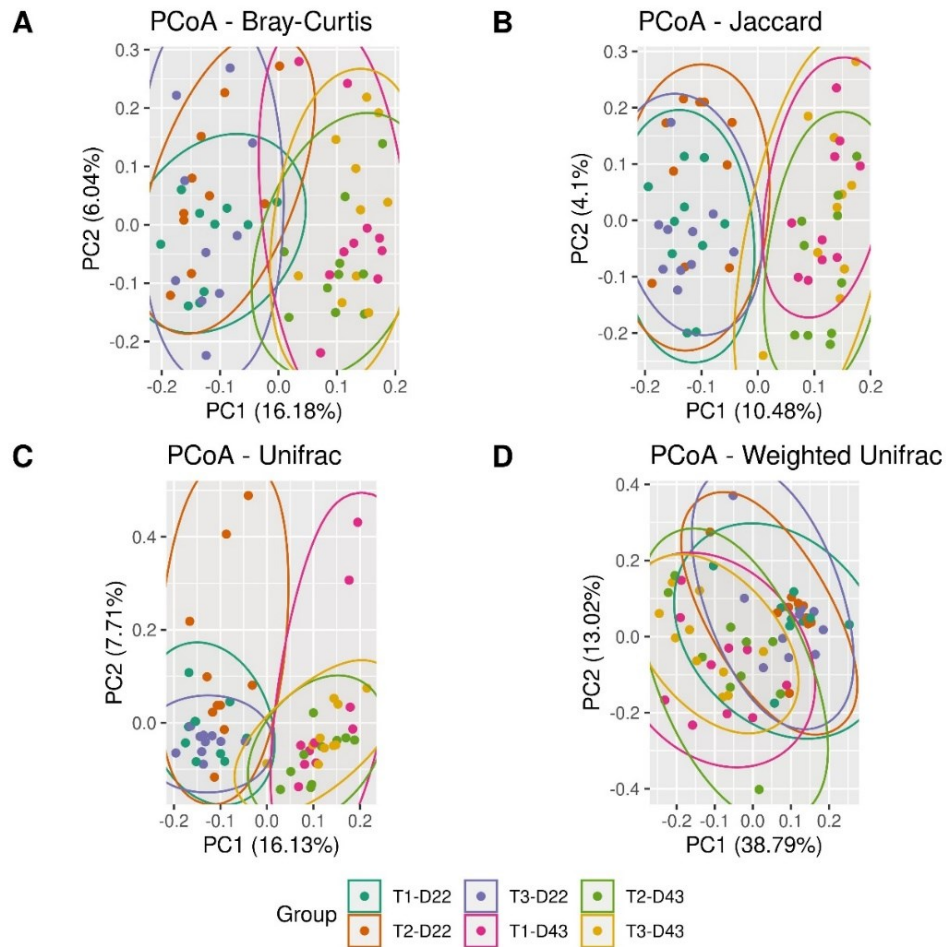 A
PCoA - Bray-Curtis
0.3
0.2
0.1
0.0
-0.1
-0.2
PC2 (6.04%)
-0.2 -0.1 0.0 0.1 0.2
PC1 (16.18%)
B
PCoA - Jaccard
0.3
0.2
0.1
0.0
-0.1
-0.2
PC2 (4.1%)
-0.2 -0.1 0.0 0.1 0.2
PC1 (10.48%)
C
PCoA - Unifrac
0.4
0.2
0.0
PC2 (7.71%)
-0.2 -0.1 0.0 0.1 0.2
PC1 (16.13%)
D
PCoA - Weighted Unifrac
0.4
0.2
0.0
-0.2
-0.4
PC2 (13.02%)
-0.2 -0.1 0.0 0.1 0.2
PC1 (38.79%)
Group
T1-D22 T3-D22 T2-D43
T2-D22 T1-D43 T3-D43